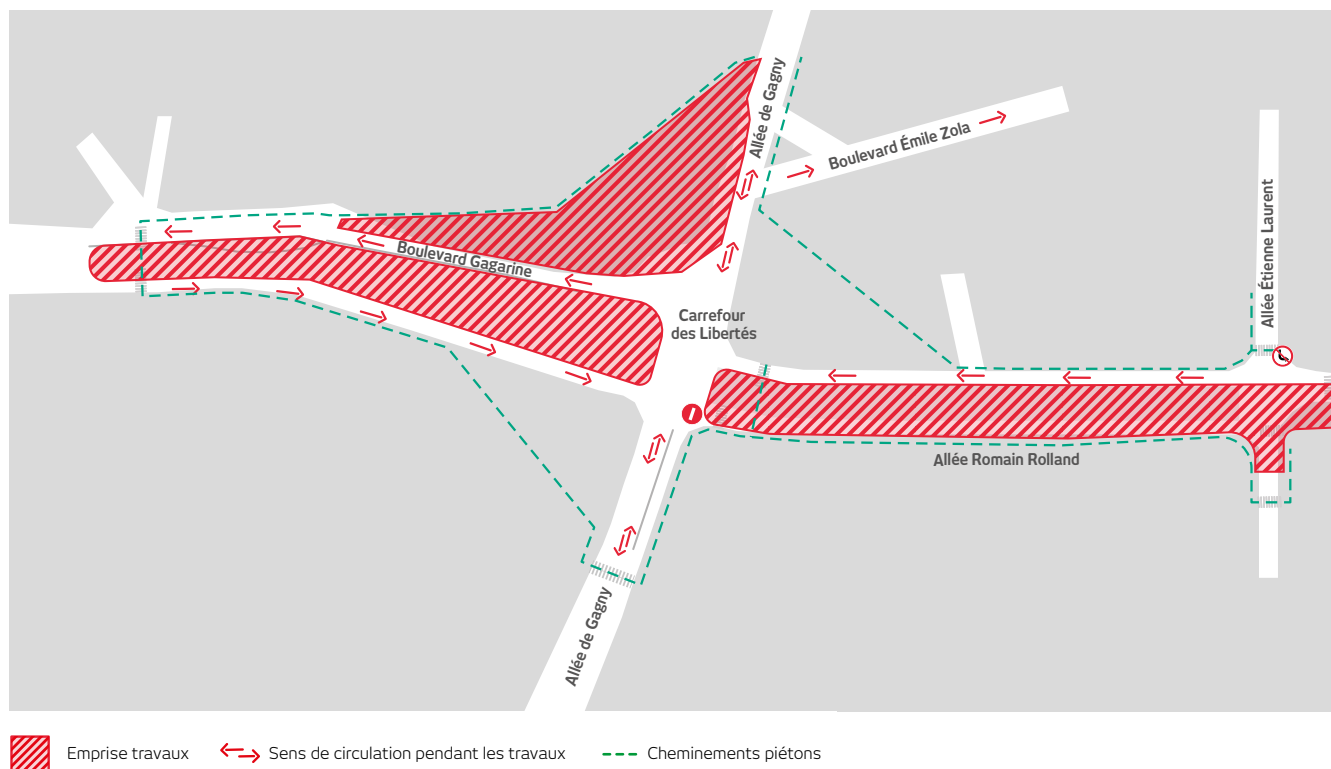 Allée de Gagny
Boulevard Émile Zola
Allée Étienne Laurent
Boulevard Gagarine
Carrefour
des Libertés
Allée Romain Rolland
Allée de Gagny
Emprise travaux
Sens de circulation pendant les travaux
Cheminements piétons